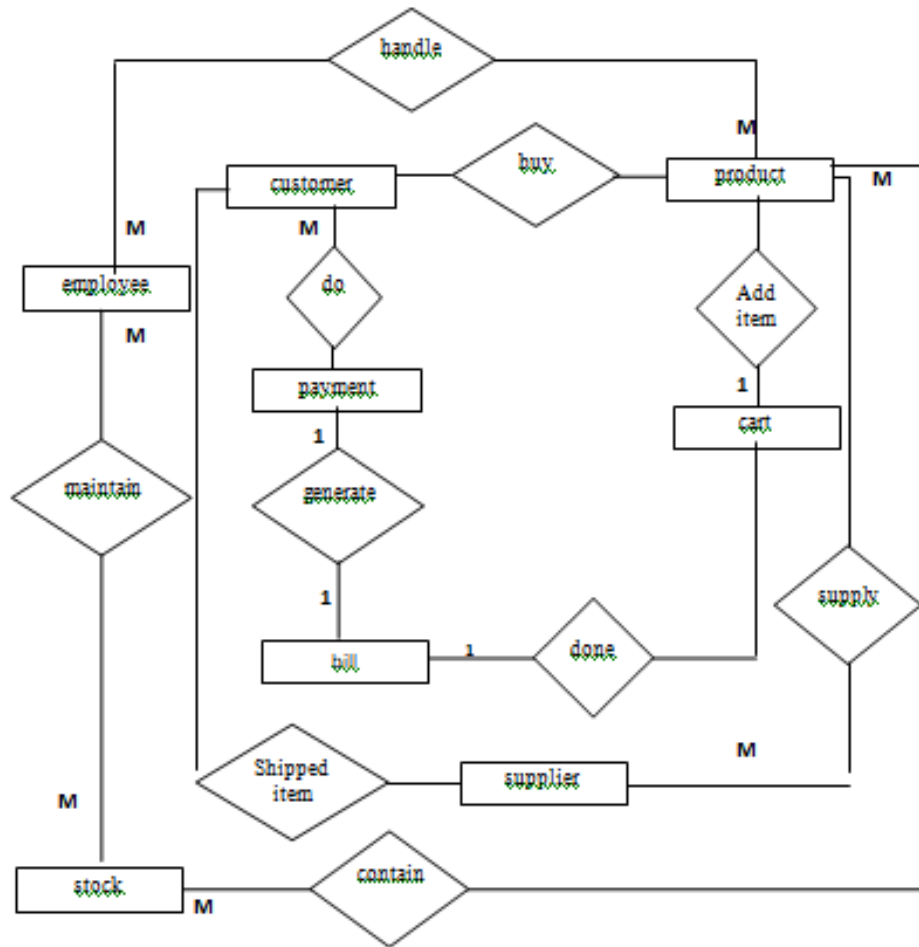 handle
M
buy
product
customer
M
M
M
employee
do
Add
item
M
payment
1
cart
1
maintain
generate
1
supply
bill
1
done
M
Shipped
item
supplier
M
contain
stock
M